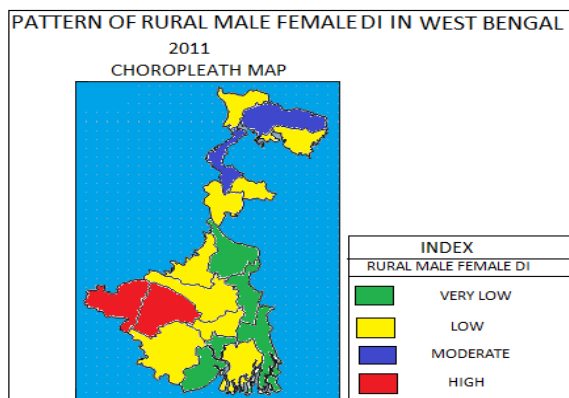 PATTERN OF RURAL MALE FEMALE DI IN WEST BENGAL
2011
CHOROPLEATH MAP
INDEX
RURAL MALE FEMALE DI
VERY LOW
LOW
MODERATE
HIGH